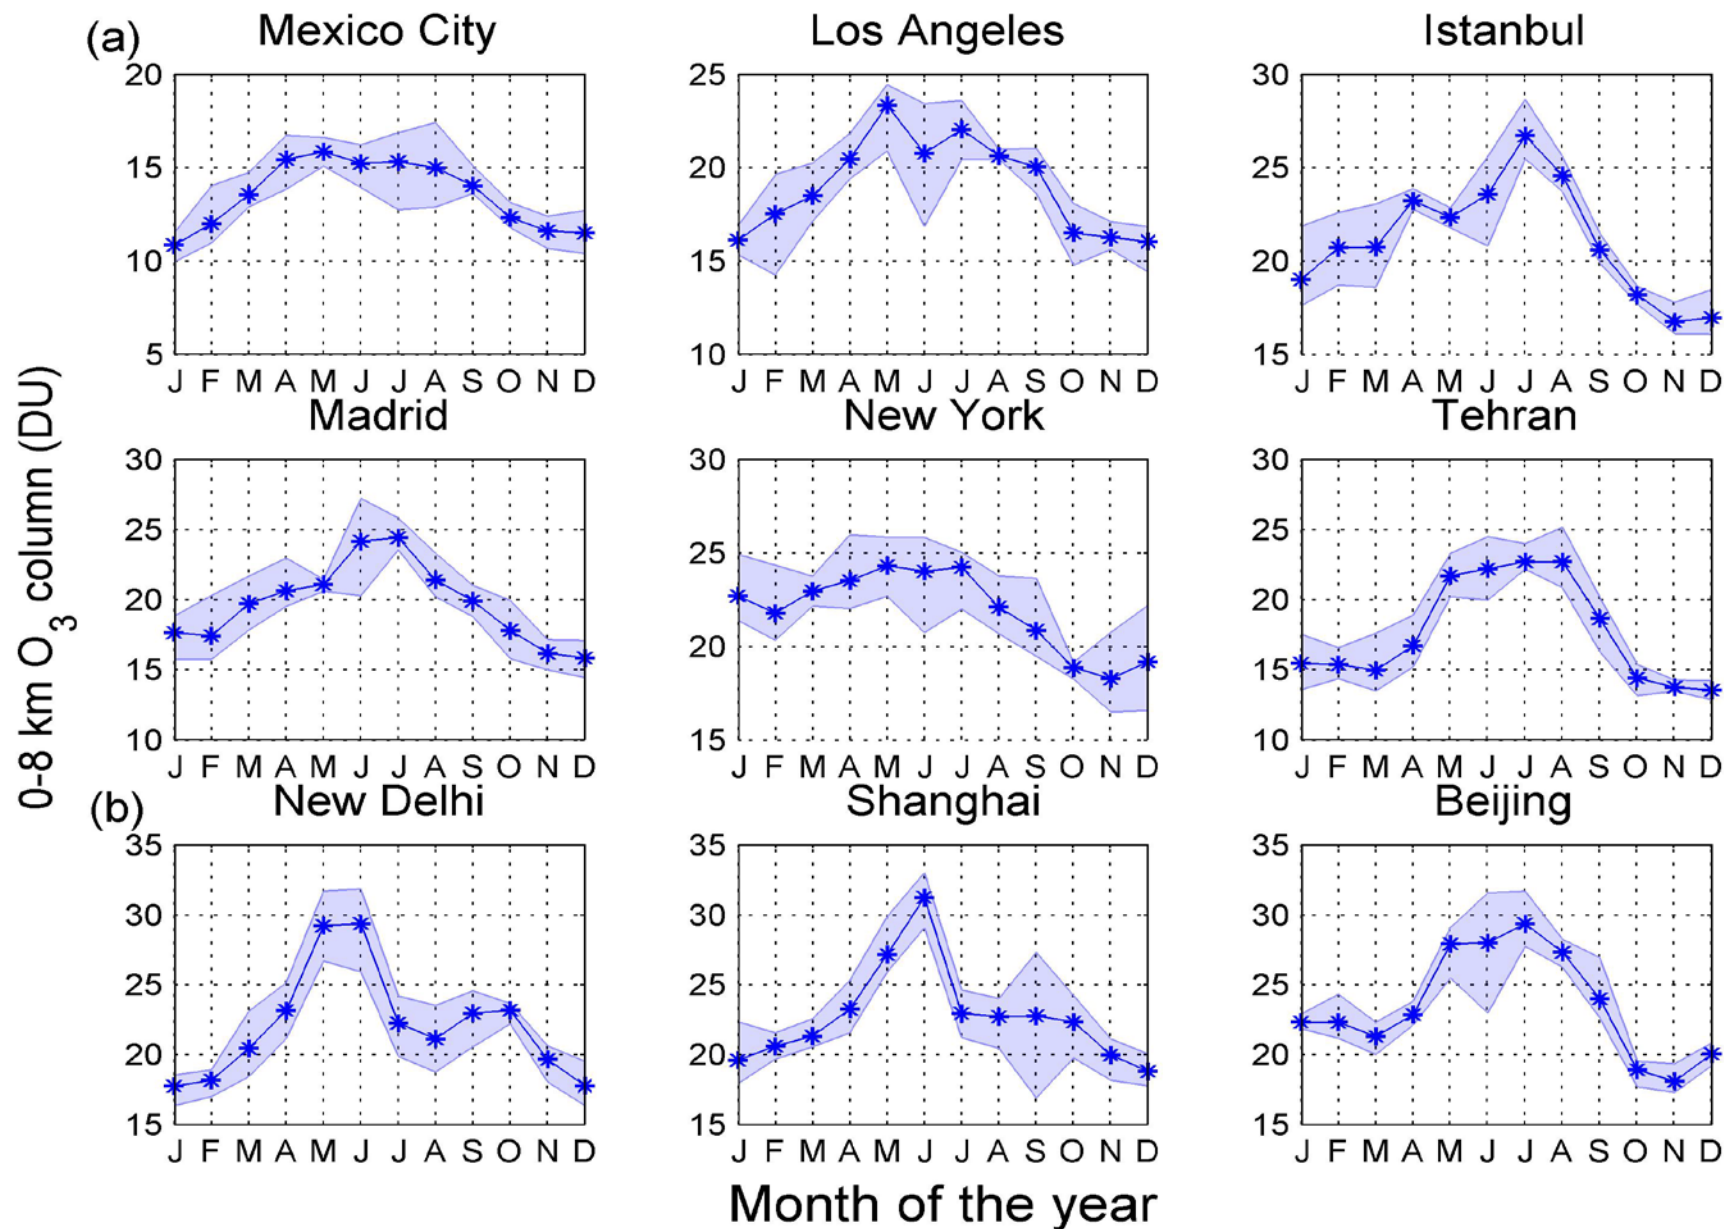 (a) Mexico City Los Angeles Istanbul
20 25 30
15 20 25
10 15 20
5 10 15
J F M A M J J A S O N D J F M A M J J A S O N D J F M A M J J A S O N D
Madrid New York Tehran
30 30 30
25 25 25
20 20 20
15 15
10 15 10
J F M A M J J A S O N D J F M A M J J A S O N D J F M A M J J A S O N D
(b) New Delhi Shanghai Beijing
35 35 35
30 30 30
25 25 25
20 20 20
15 15 15
J F M A M J J A S O N D J F M A M J J A S O N D J F M A M J J A S O N D
0-8 km O3 column (DU)
Month of the year